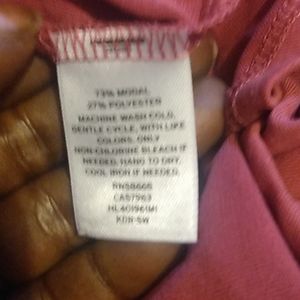 73% MODAL
27% POLYESTER
MACHINE WASH COLD,
GENTLE CYCLE, WITH LIKE
COLORS. ONLY
NON-CHLORINE BLEACH IF
NEEDED. HANG TO DRY.
COOL IRON IF NEEDED.